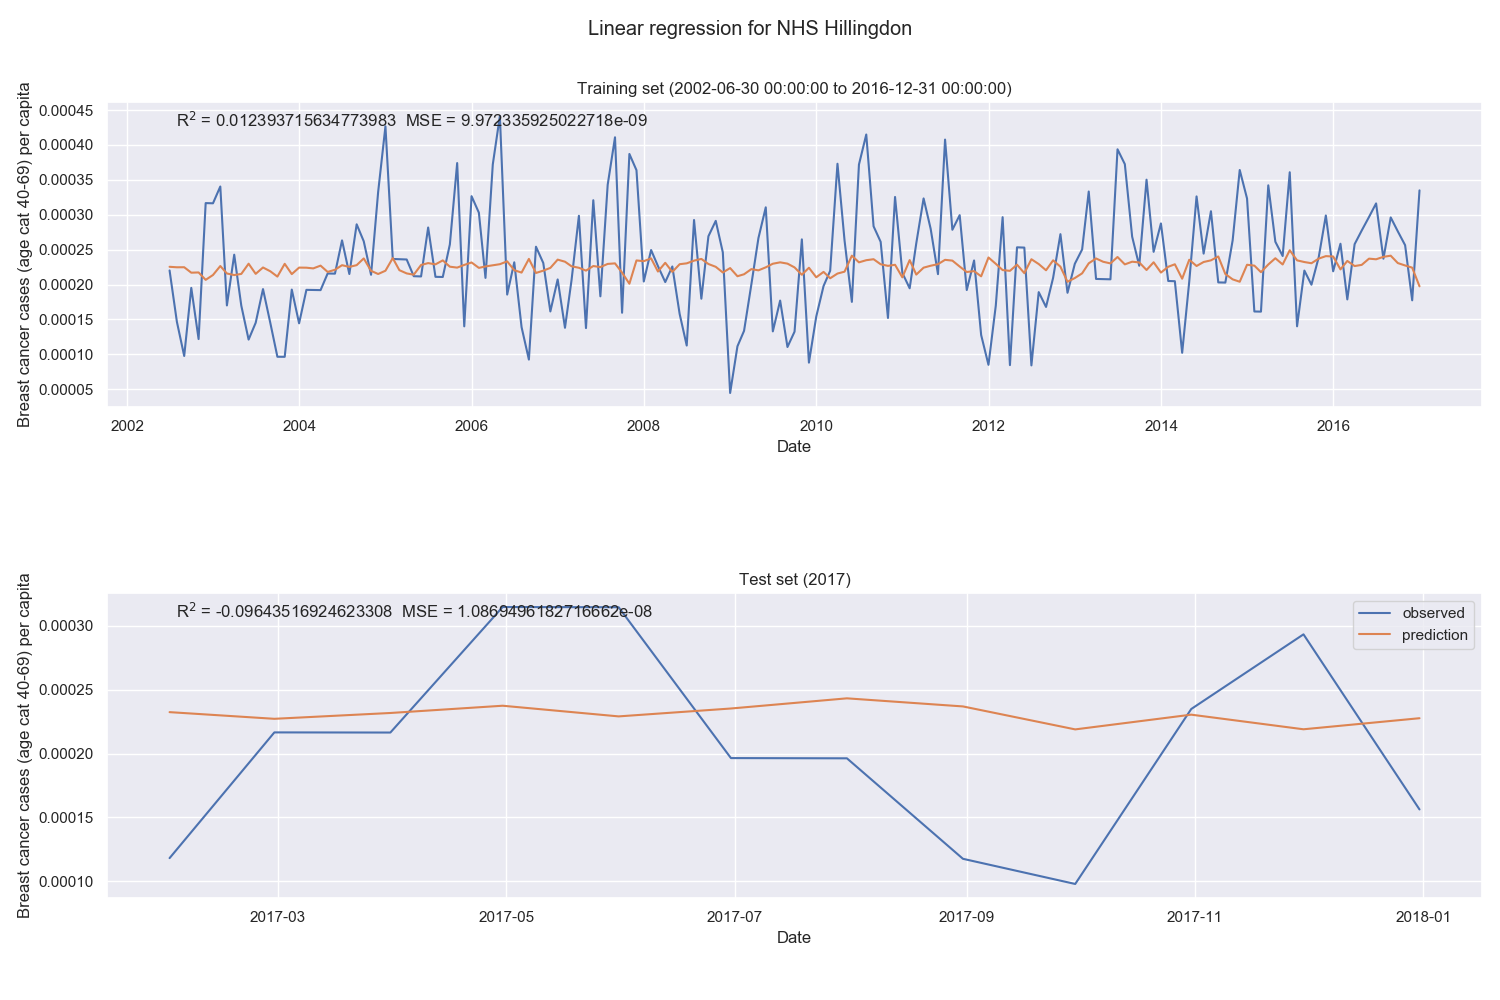 Linear regression for NHS Hillingdon
Training set (2002-06-30 00:00:00 to 2016-12-31 00:00:00)
Breast cancer cases (age cat 40-69) per capita
R² = 0.012393715634773983 MSE = 9.972335925022718e-09
0.00045
0.00040
0.00035
0.00030
0.00025
0.00020
0.00015
0.00010
0.00005
2002 2004 2006 2008 2010 2012 2014 2016
Date
Test set (2017)
Breast cancer cases (age cat 40-69) per capita
R² = -0.09643516924623308 MSE = 1.0869496182716662e-08
observed
prediction
0.00030
0.00025
0.00020
0.00015
0.00010
2017-03 2017-05 2017-07 2017-09 2017-11 2018-01
Date